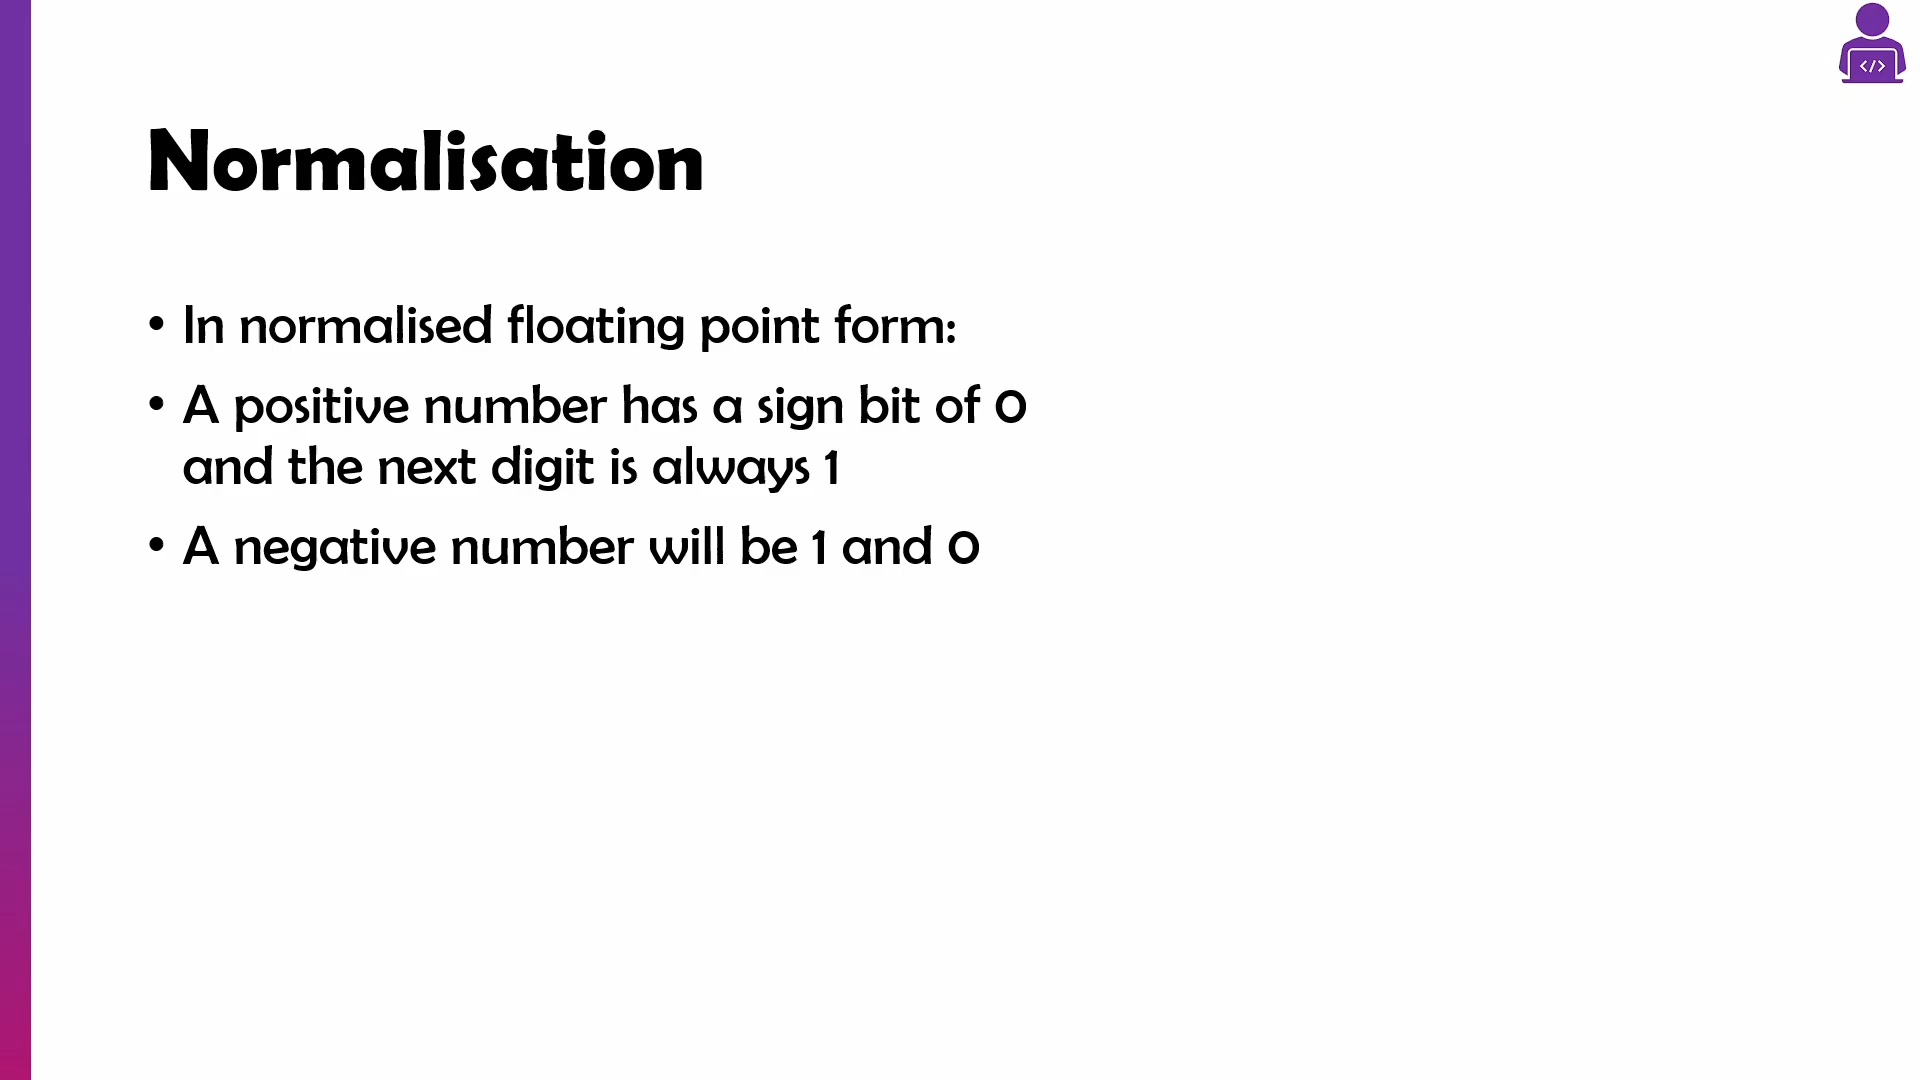 </>
Normalisation
• In normalised floating point form:
• A positive number has a sign bit of 0
and the next digit is always 1
• A negative number will be 1 and 0